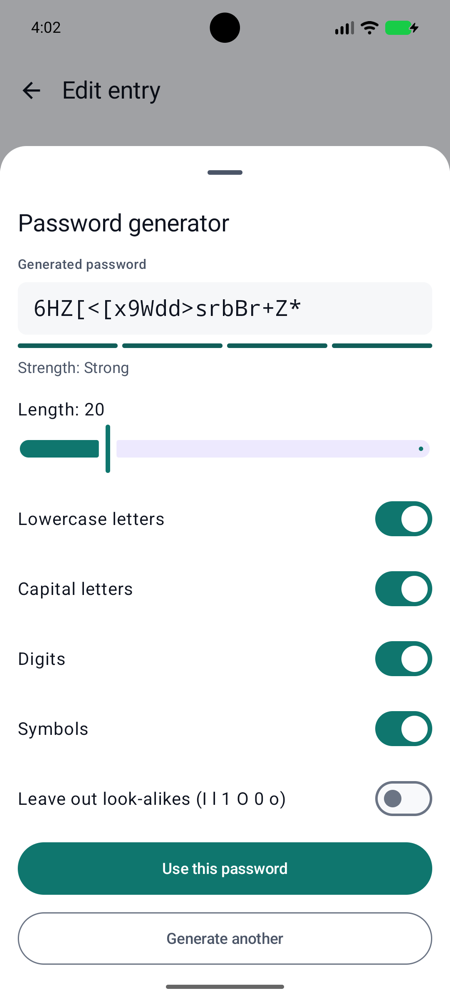 4:02
Edit entry
Password generator
Generated password
6HZ[<[x9Wdd>srbBr+Z*
Strength: Strong
Length: 20
Lowercase letters
Capital letters
Digits
Symbols
Leave out look-alikes (I l 1 O 0 o)
Use this password
Generate another